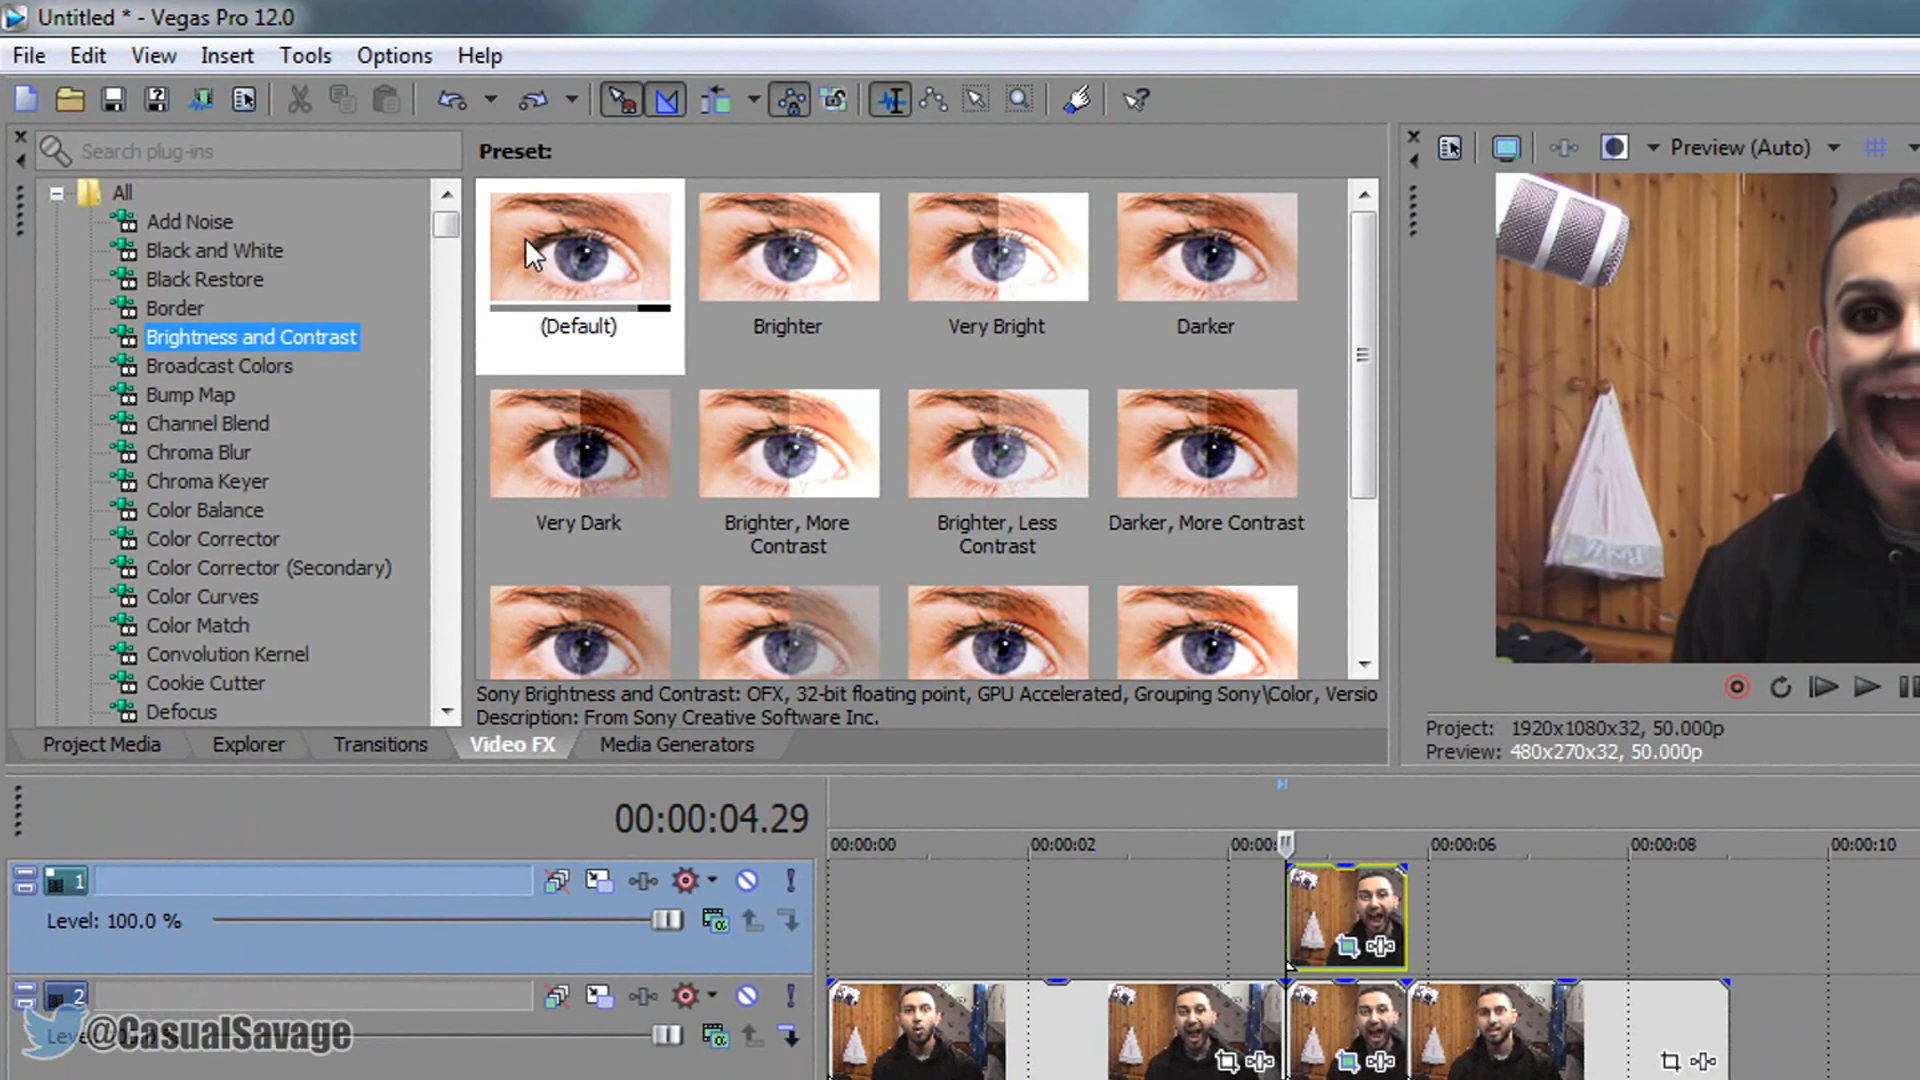 Untitled * - Vegas Pro 12.0
File Edit View Insert Tools Options Help
Search plug-ins
Preset:
Preview (Auto)
All
Add Noise
Black and White
Black Restore
Border
Brightness and Contrast
Broadcast Colors
Bump Map
Channel Blend
Chroma Blur
Chroma Keyer
Color Balance
Color Corrector
Color Corrector (Secondary)
Color Curves
Color Match
Convolution Kernel
Cookie Cutter
Defocus
(Default) Brighter Very Bright Darker
Very Dark Brighter, More Brighter, Less Darker, More Contrast
Contrast Contrast
Sony Brightness and Contrast: OFX, 32-bit floating point, GPU Accelerated, Grouping Sony\Color, Versio
Description: From Sony Creative Software Inc.
Project: 1920x1080x32, 50.000p
Preview: 480x270x32, 50.000p
Project Media Explorer Transitions Video FX Media Generators
00:00:04.29
00:00:00 00:00:02 00:00: 00:00:06 00:00:08 00:00:10
1
Level: 100.0 %
2
@CasualSavage